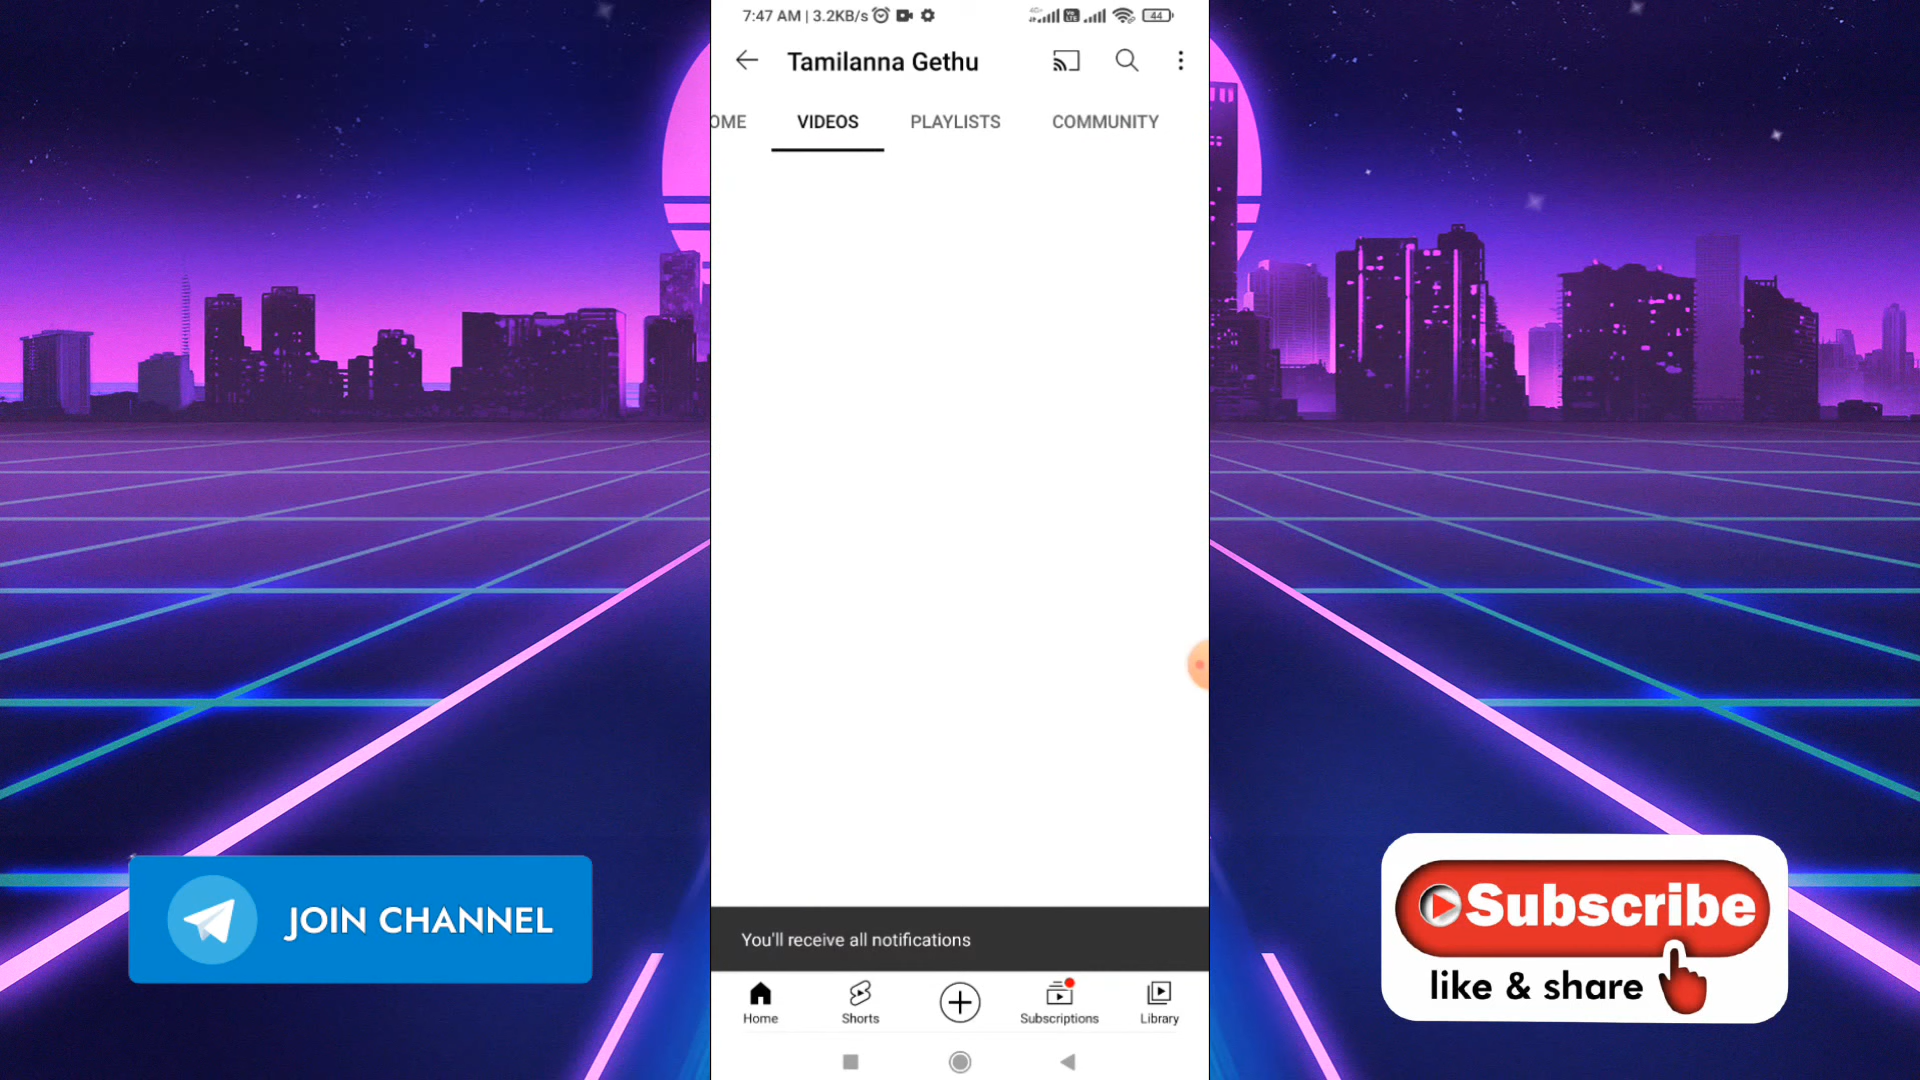 7:47 AM | 3.2KB/s 44
Tamilanna Gethu
OME VIDEOS PLAYLISTS COMMUNITY
You'll receive all notifications
Home Shorts Subscriptions Library
JOIN CHANNEL
Subscribe
like & share